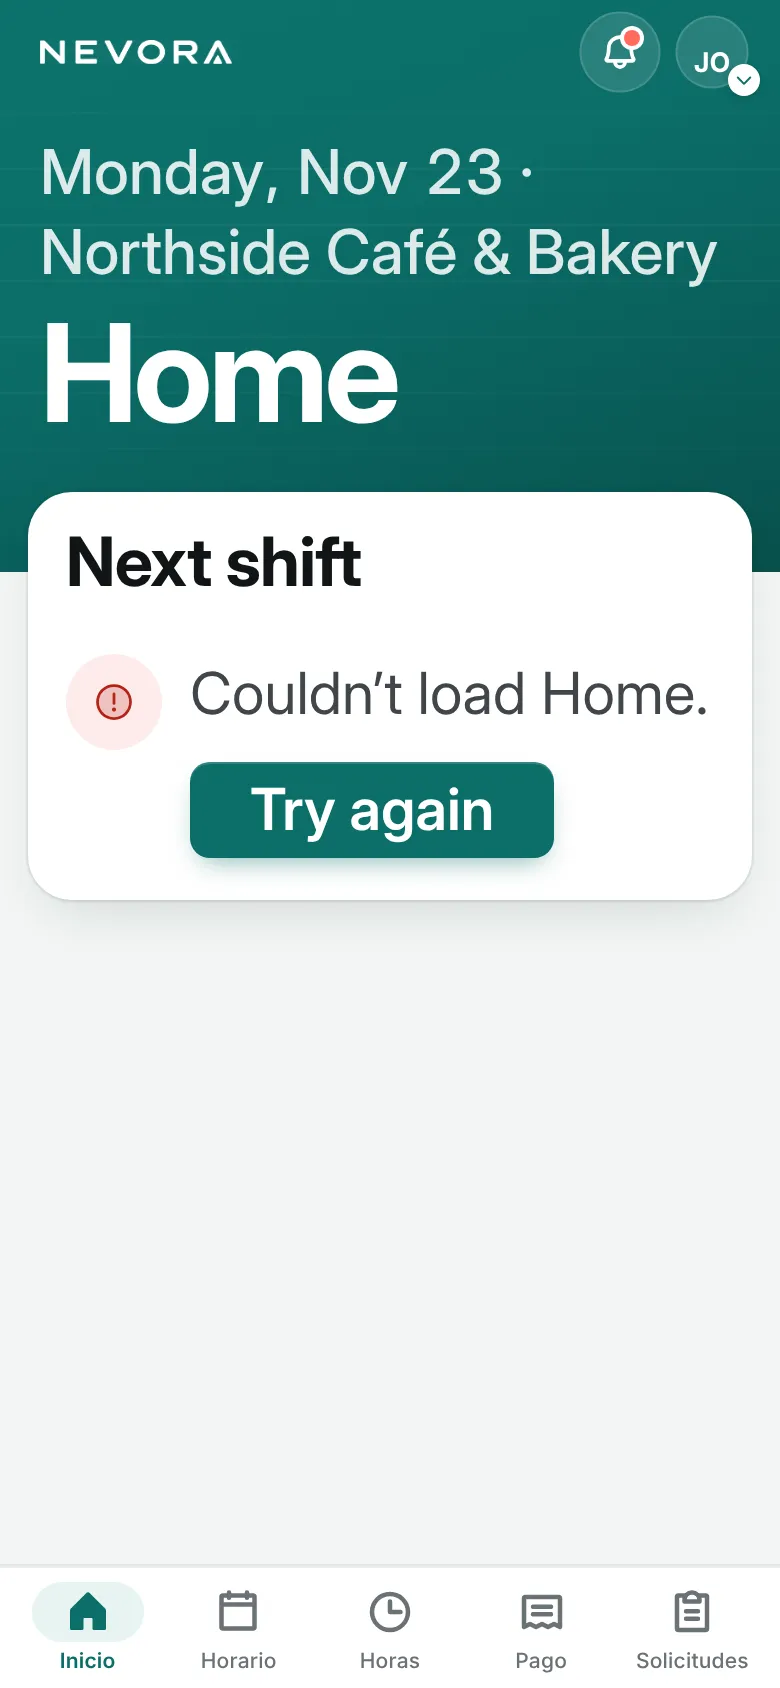 NEVORA
JO
Monday, Nov 23 ·
Northside Café & Bakery
Home
Next shift
Couldn’t load Home.
Try again
Inicio
Horario
Horas
Pago
Solicitudes